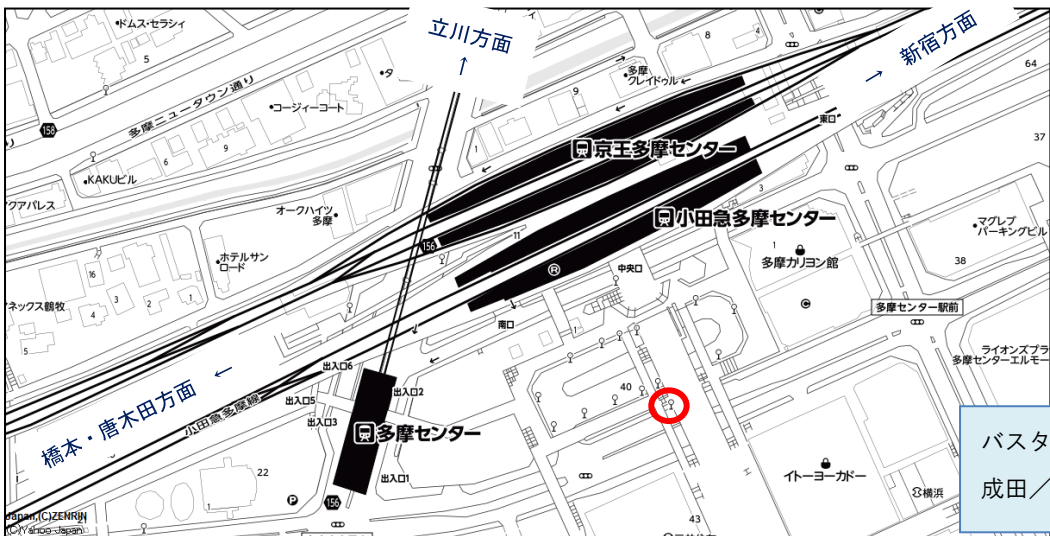 ドムス・セラシィ
5
立川方面
↑
新宿方面
→
8
4
多摩
クレイドゥル
9
64
多摩ニュータウン通り
コージィーコート
158
6
9
1
東口
37
京王多摩センター
KAKUビル
クアパレス
オークハイツ
多摩
3
小田急多摩センター
マグレブ
パーキングビル
156
11
1
多摩カリヨン館
38
ホテルサン
ロード
16
ネックス鶴牧
3
2
1
4
中央口
多摩センター駅前
南口
1
5
ライオンズプラ
多摩センターエルモー
出入口6
橋本・唐木田方面
←
小田急多摩線
出入口5
出入口2
40
出入口3
多摩センター
バスタ
成田／
イトーヨーカドー
22
出入口1
横浜
P
156
43
Japan,(C)ZENRIN
21
(C)Yahoo Japan